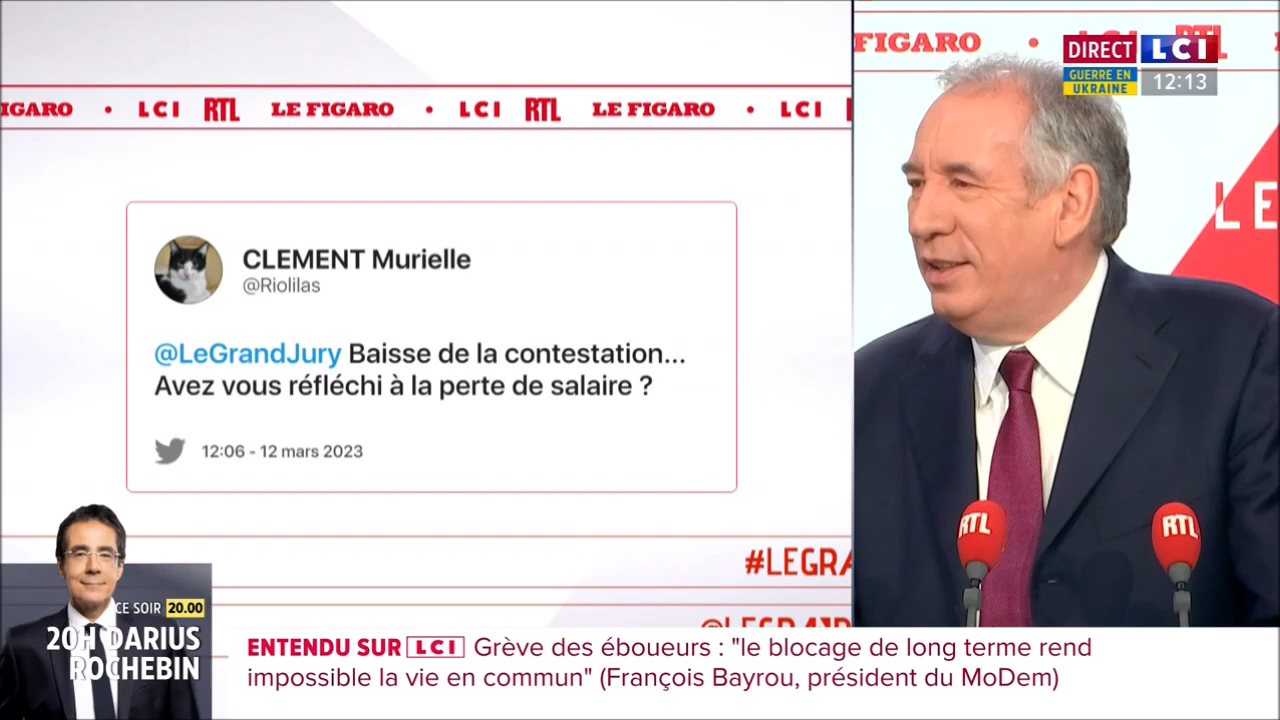 IGARO • LCI RTL LE FIGARO • LCI RTL LE FIGARO • LCI
FIGARO • RTL
DIRECT LCI
GUERRE EN
UKRAINE
12:13
LE
CLEMENT Murielle
@Riolilas
@LeGrandJury Baisse de la contestation...
Avez vous réfléchi à la perte de salaire ?
12:06 - 12 mars 2023
#LEGRA
RTL
RTL
CE SOIR 20.00
20H DARIUS
ROCHEBIN
ENTENDU SUR LCI Grève des éboueurs : "le blocage de long terme rend
impossible la vie en commun" (François Bayrou, président du MoDem)